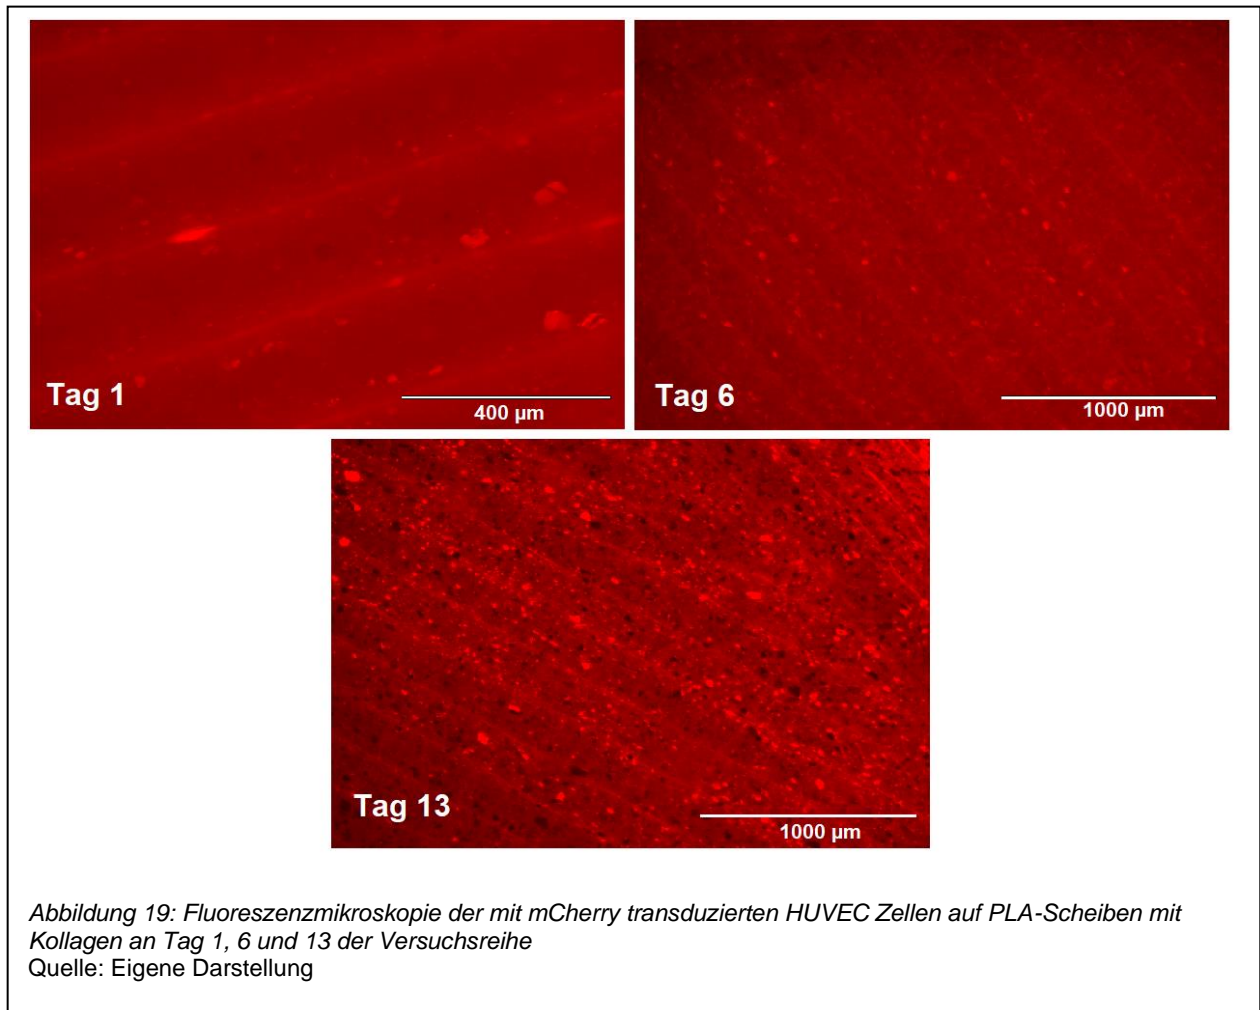 Tag 1
400 µm
Tag 6
1000 µm
Tag 13
1000 µm
Abbildung 19: Fluoreszenzmikroskopie der mit mCherry transduzierten HUVEC Zellen auf PLA-Scheiben mit
Kollagen an Tag 1, 6 und 13 der Versuchsreihe
Quelle: Eigene Darstellung